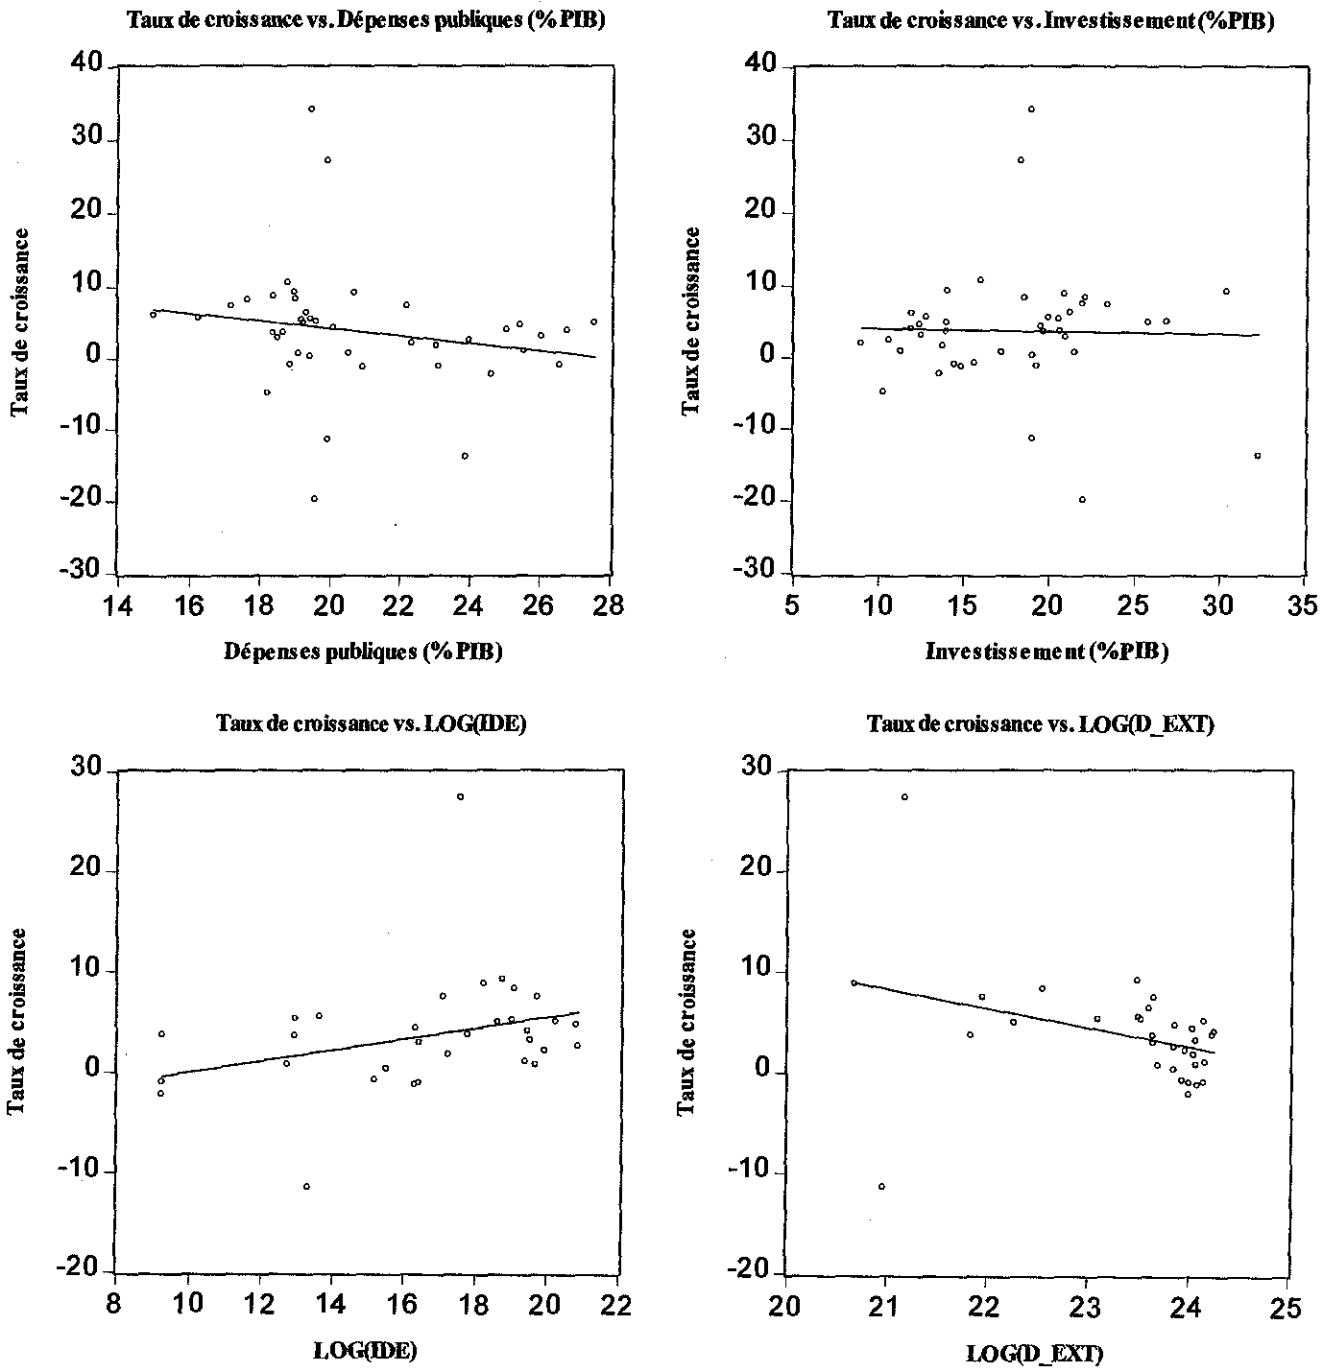 Taux de croissance vs. Dépenses publiques (%PIB)
40
30
20
10
0
-10
-20
-30
Taux de croissance
14 16 18 20 22 24 26 28
Dépenses publiques (%PIB)
Taux de croissance vs. Investissement (%PIB)
40
30
20
10
0
-10
-20
-30
Taux de croissance
5 10 15 20 25 30 35
Investissement (%PIB)
Taux de croissance vs. LOG(IDE)
30
20
10
0
-10
-20
Taux de croissance
8 10 12 14 16 18 20 22
LOG(IDE)
Taux de croissance vs. LOG(D_EXT)
30
20
10
0
-10
-20
Taux de croissance
20 21 22 23 24 25
LOG(D_EXT)